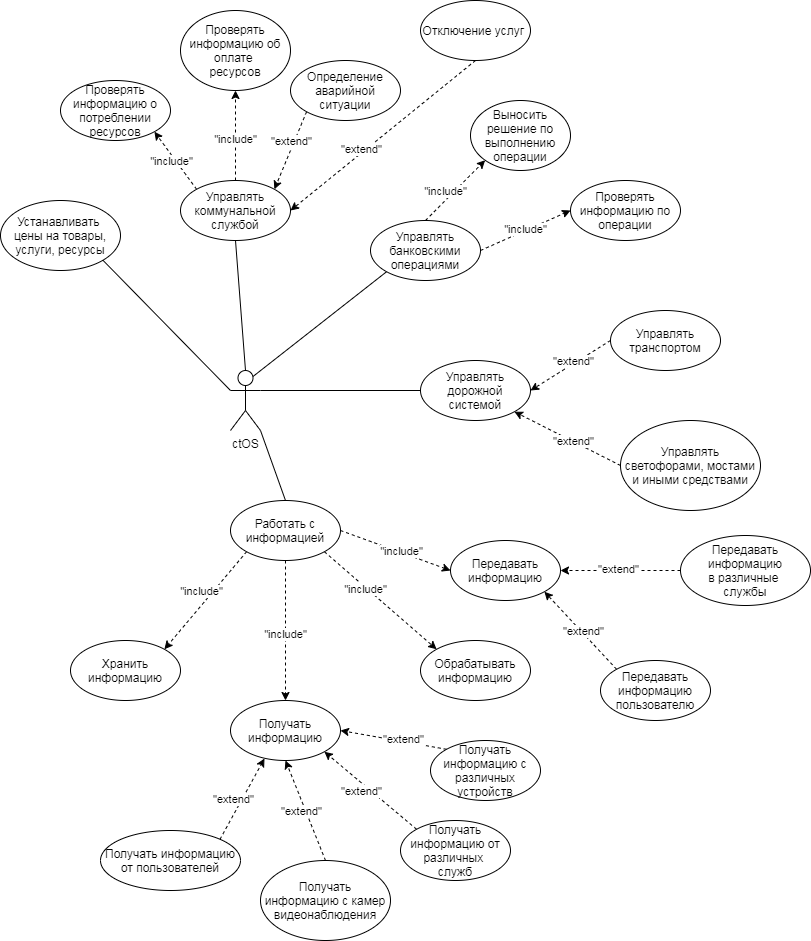 Отключение услуг
Проверять
информацию об
оплате
ресурсов
Определение
аварийной
ситуации
Проверять
информацию о
потреблении
ресурсов
"include"
"include"
"extend"
"extend"
Выносить
решение по
выполнению
операции
Управлять
коммунальной
службой
"include"
Проверять
информацию по
операции
"include"
Устанавливать
цены на товары,
услуги, ресурсы
Управлять
банковскими
операциями
Управлять
транспортом
"extend"
Управлять
дорожной
системой
ctOS
"extend"
Управлять
светофорами, мостами
и иными средствами
Работать с
информацией
"include"
Передавать
информацию
"extend"
Передавать
информацию
в различные
службы
"include"
"include"
"include"
"extend"
Хранить
информацию
Обрабатывать
информацию
Передавать
информацию
пользователю
Получать
информацию
"extend"
Получать
информацию с
различных
устройств
"extend"
"extend"
"extend"
Получать информацию
от пользователей
Получать
информацию от
различных
служб
Получать
информацию с камер
видеонаблюдения